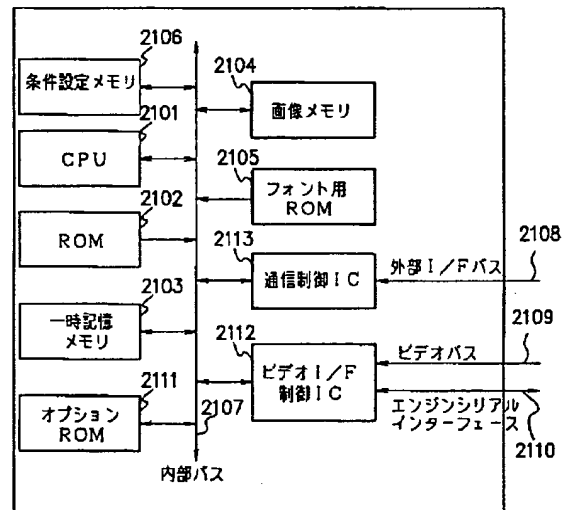 2106
条件設定メモリ
2101
CPU
2102
ROM
2103
一時記憶
メモリ
2111
オプション
ROM
2107
内部バス
2104
画像メモリ
2105
フォント用
ROM
2113
通信制御IC
2112
ビデオI/F
制御IC
外部I/Fバス
2108
ビデオバス
2109
エンジンシリアル
インターフェース
2110